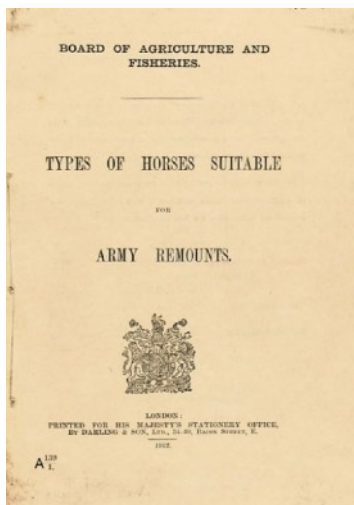 BOARD OF AGRICULTURE AND
FISHERIES.
TYPES OF HORSES SUITABLE
FOR
ARMY REMOUNTS.
LONDON:
PRINTED FOR HIS MAJESTY'S STATIONERY OFFICE,
BY DARLING & SON, LTD., 34-40, BACON STREET, E.
1912.
A 139
1.